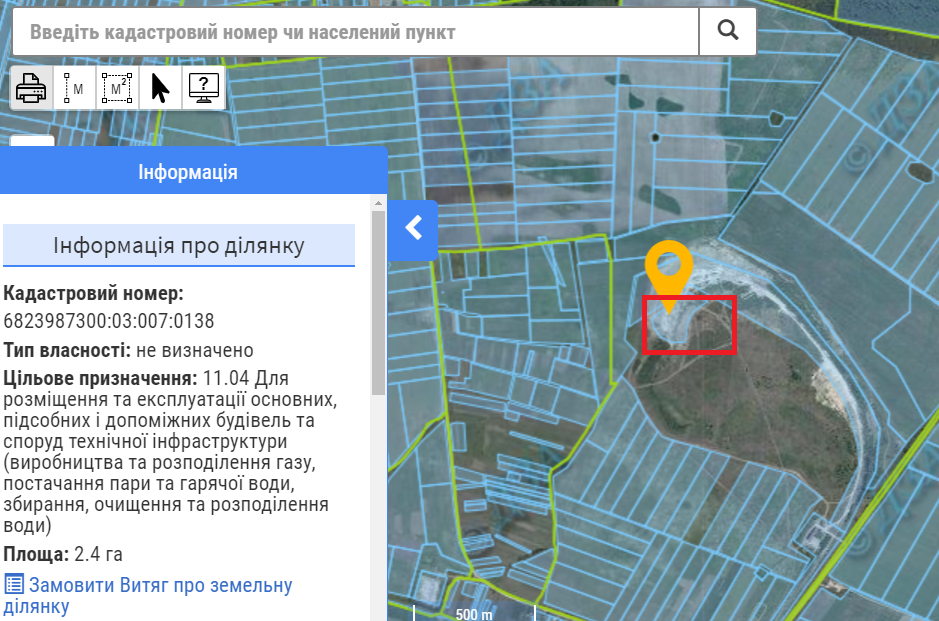 Введіть кадастровий номер чи населений пункт
M M² ?
Інформація
Інформація про ділянку
Кадастровий номер:
6823987300:03:007:0138
Тип власності: не визначено
Цільове призначення: 11.04 Для
розміщення та експлуатації основних,
підсобних і допоміжних будівель та
споруд технічної інфраструктури
(виробництва та розподілення газу,
постачання пари та гарячої води,
збирання, очищення та розподілення
води)
Площа: 2.4 га
Замовити Витяг про земельну
ділянку
500 m